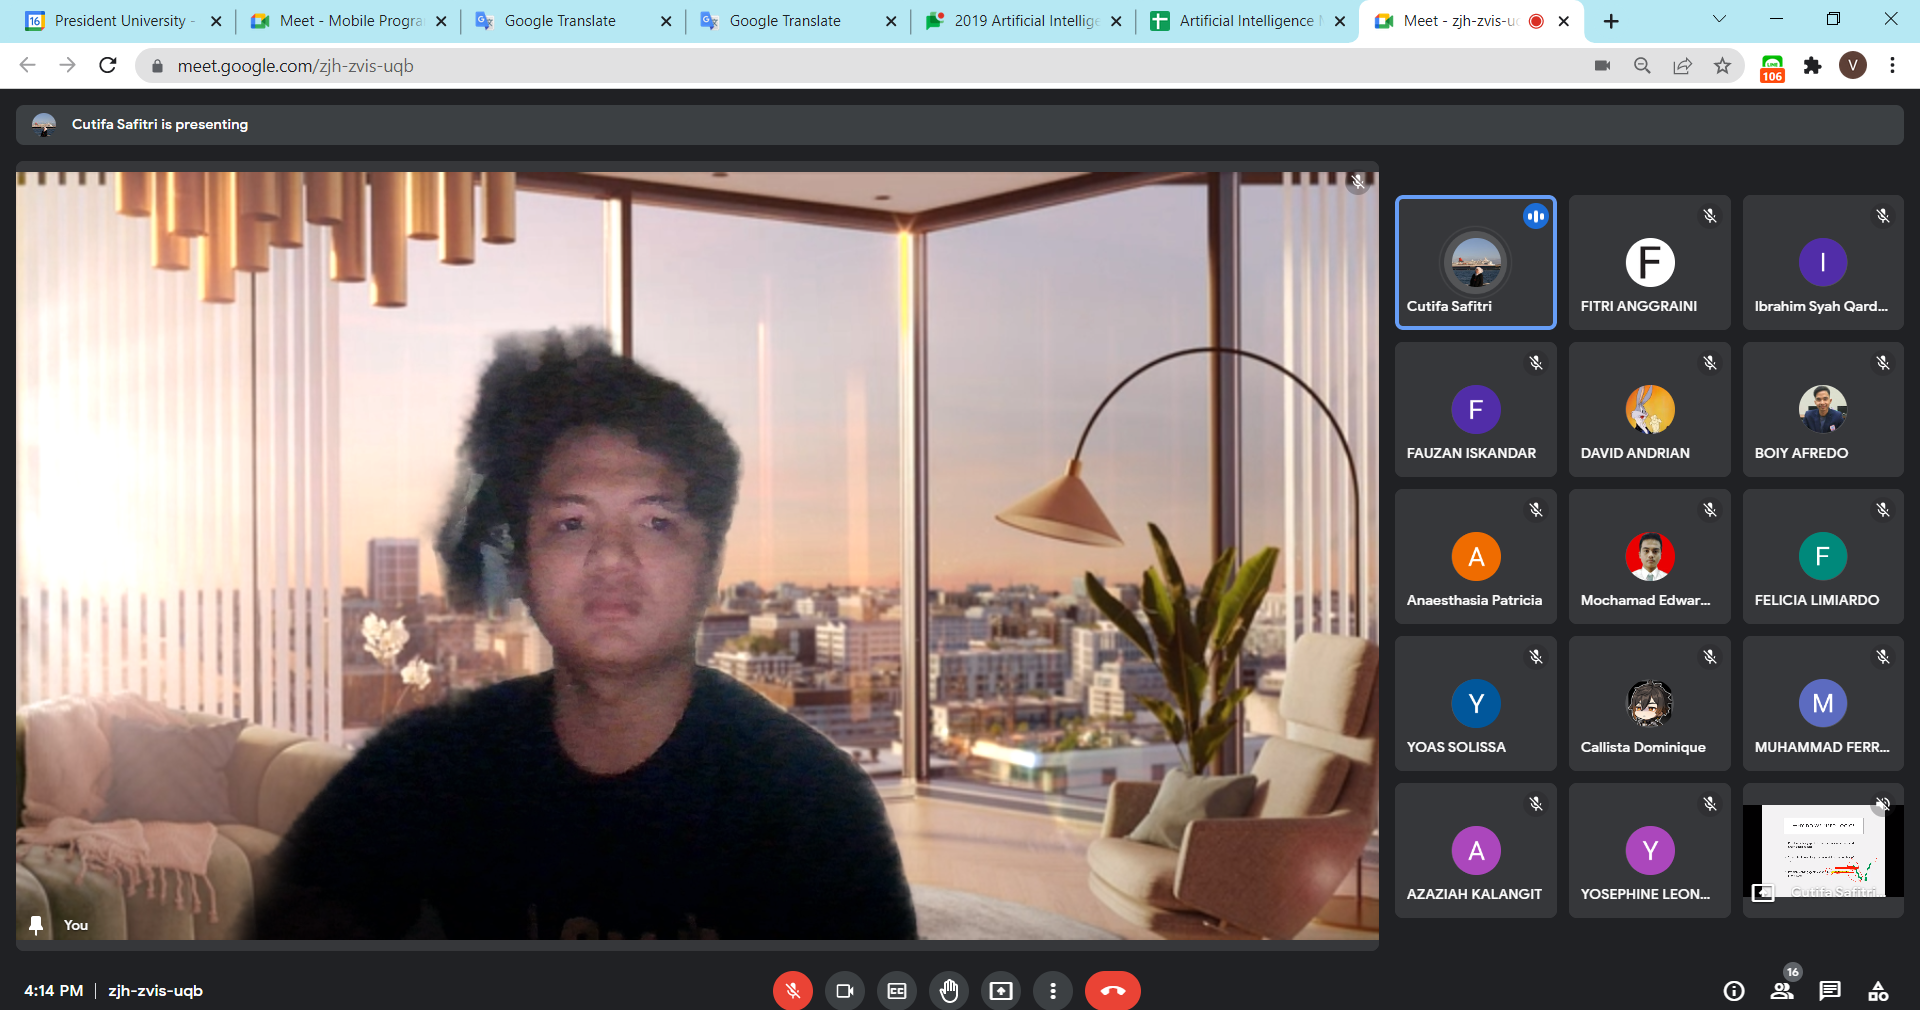 President University -
Meet - Mobile Progra
Google Translate
Google Translate
2019 Artificial Intellige
Artificial Intelligence
Meet - zjh-zvis-u
meet.google.com/zjh-zvis-uqb
106
V
Cutifa Safitri is presenting
Cutifa Safitri
F
FITRI ANGGRAINI
I
Ibrahim Syah Qard...
F
FAUZAN ISKANDAR
DAVID ANDRIAN
BOIY AFREDO
A
Anaesthasia Patricia
Mochamad Edwar...
F
FELICIA LIMIARDO
Y
YOAS SOLISSA
Callista Dominique
M
MUHAMMAD FERR...
A
AZAZIAH KALANGIT
Y
YOSEPHINE LEON...
Cutifa Safitri...
You
4:14 PM | zjh-zvis-uqb
16